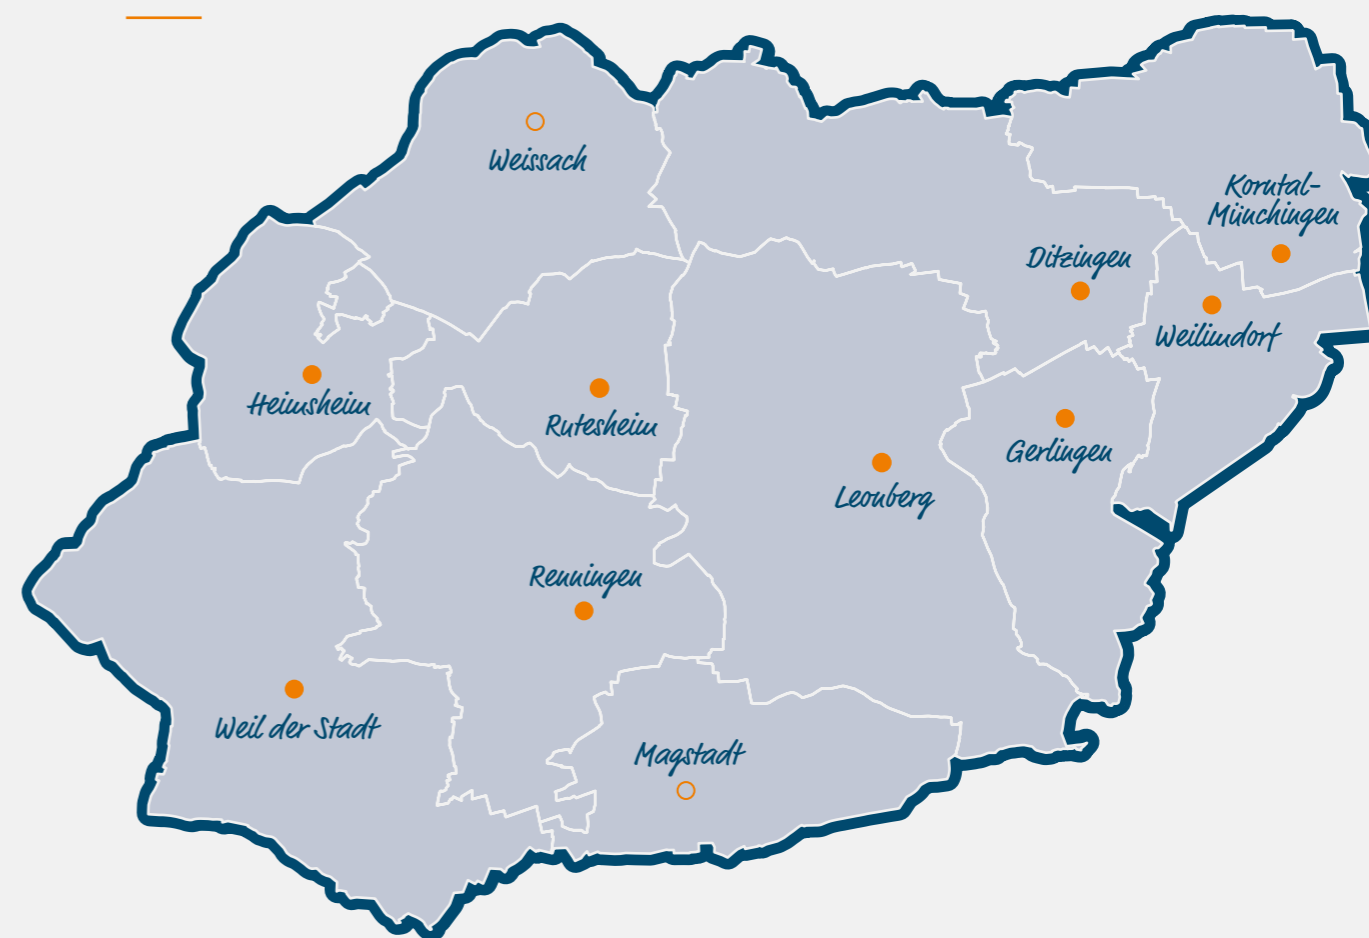 Weissach
Korntal-
Münchingen
Ditzingen
Weilimdorf
Heimsheim
Rutesheim
Gerlingen
Leonberg
Renningen
Weil der Stadt
Magstadt